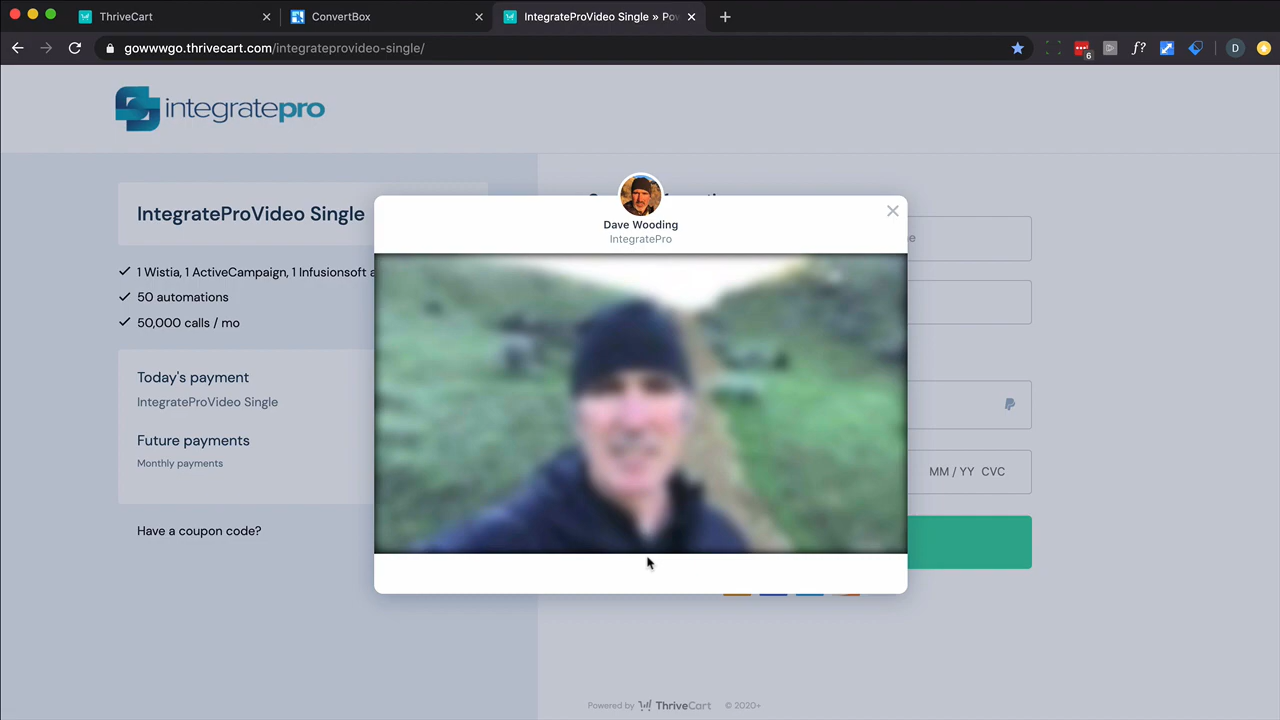 ThriveCart
ConvertBox
IntegrateProVideo Single » Pow
gowwwgo.thrivecart.com/integrateprovideo-single/
6
f?
D
integratepro
IntegrateProVideo Single
1 Wistia, 1 ActiveCampaign, 1 Infusionsoft a
50 automations
50,000 calls / mo
Today's payment
IntegrateProVideo Single
Future payments
Monthly payments
Have a coupon code?
Dave Wooding
IntegratePro
MM / YY CVC
Powered by ThriveCart © 2020+